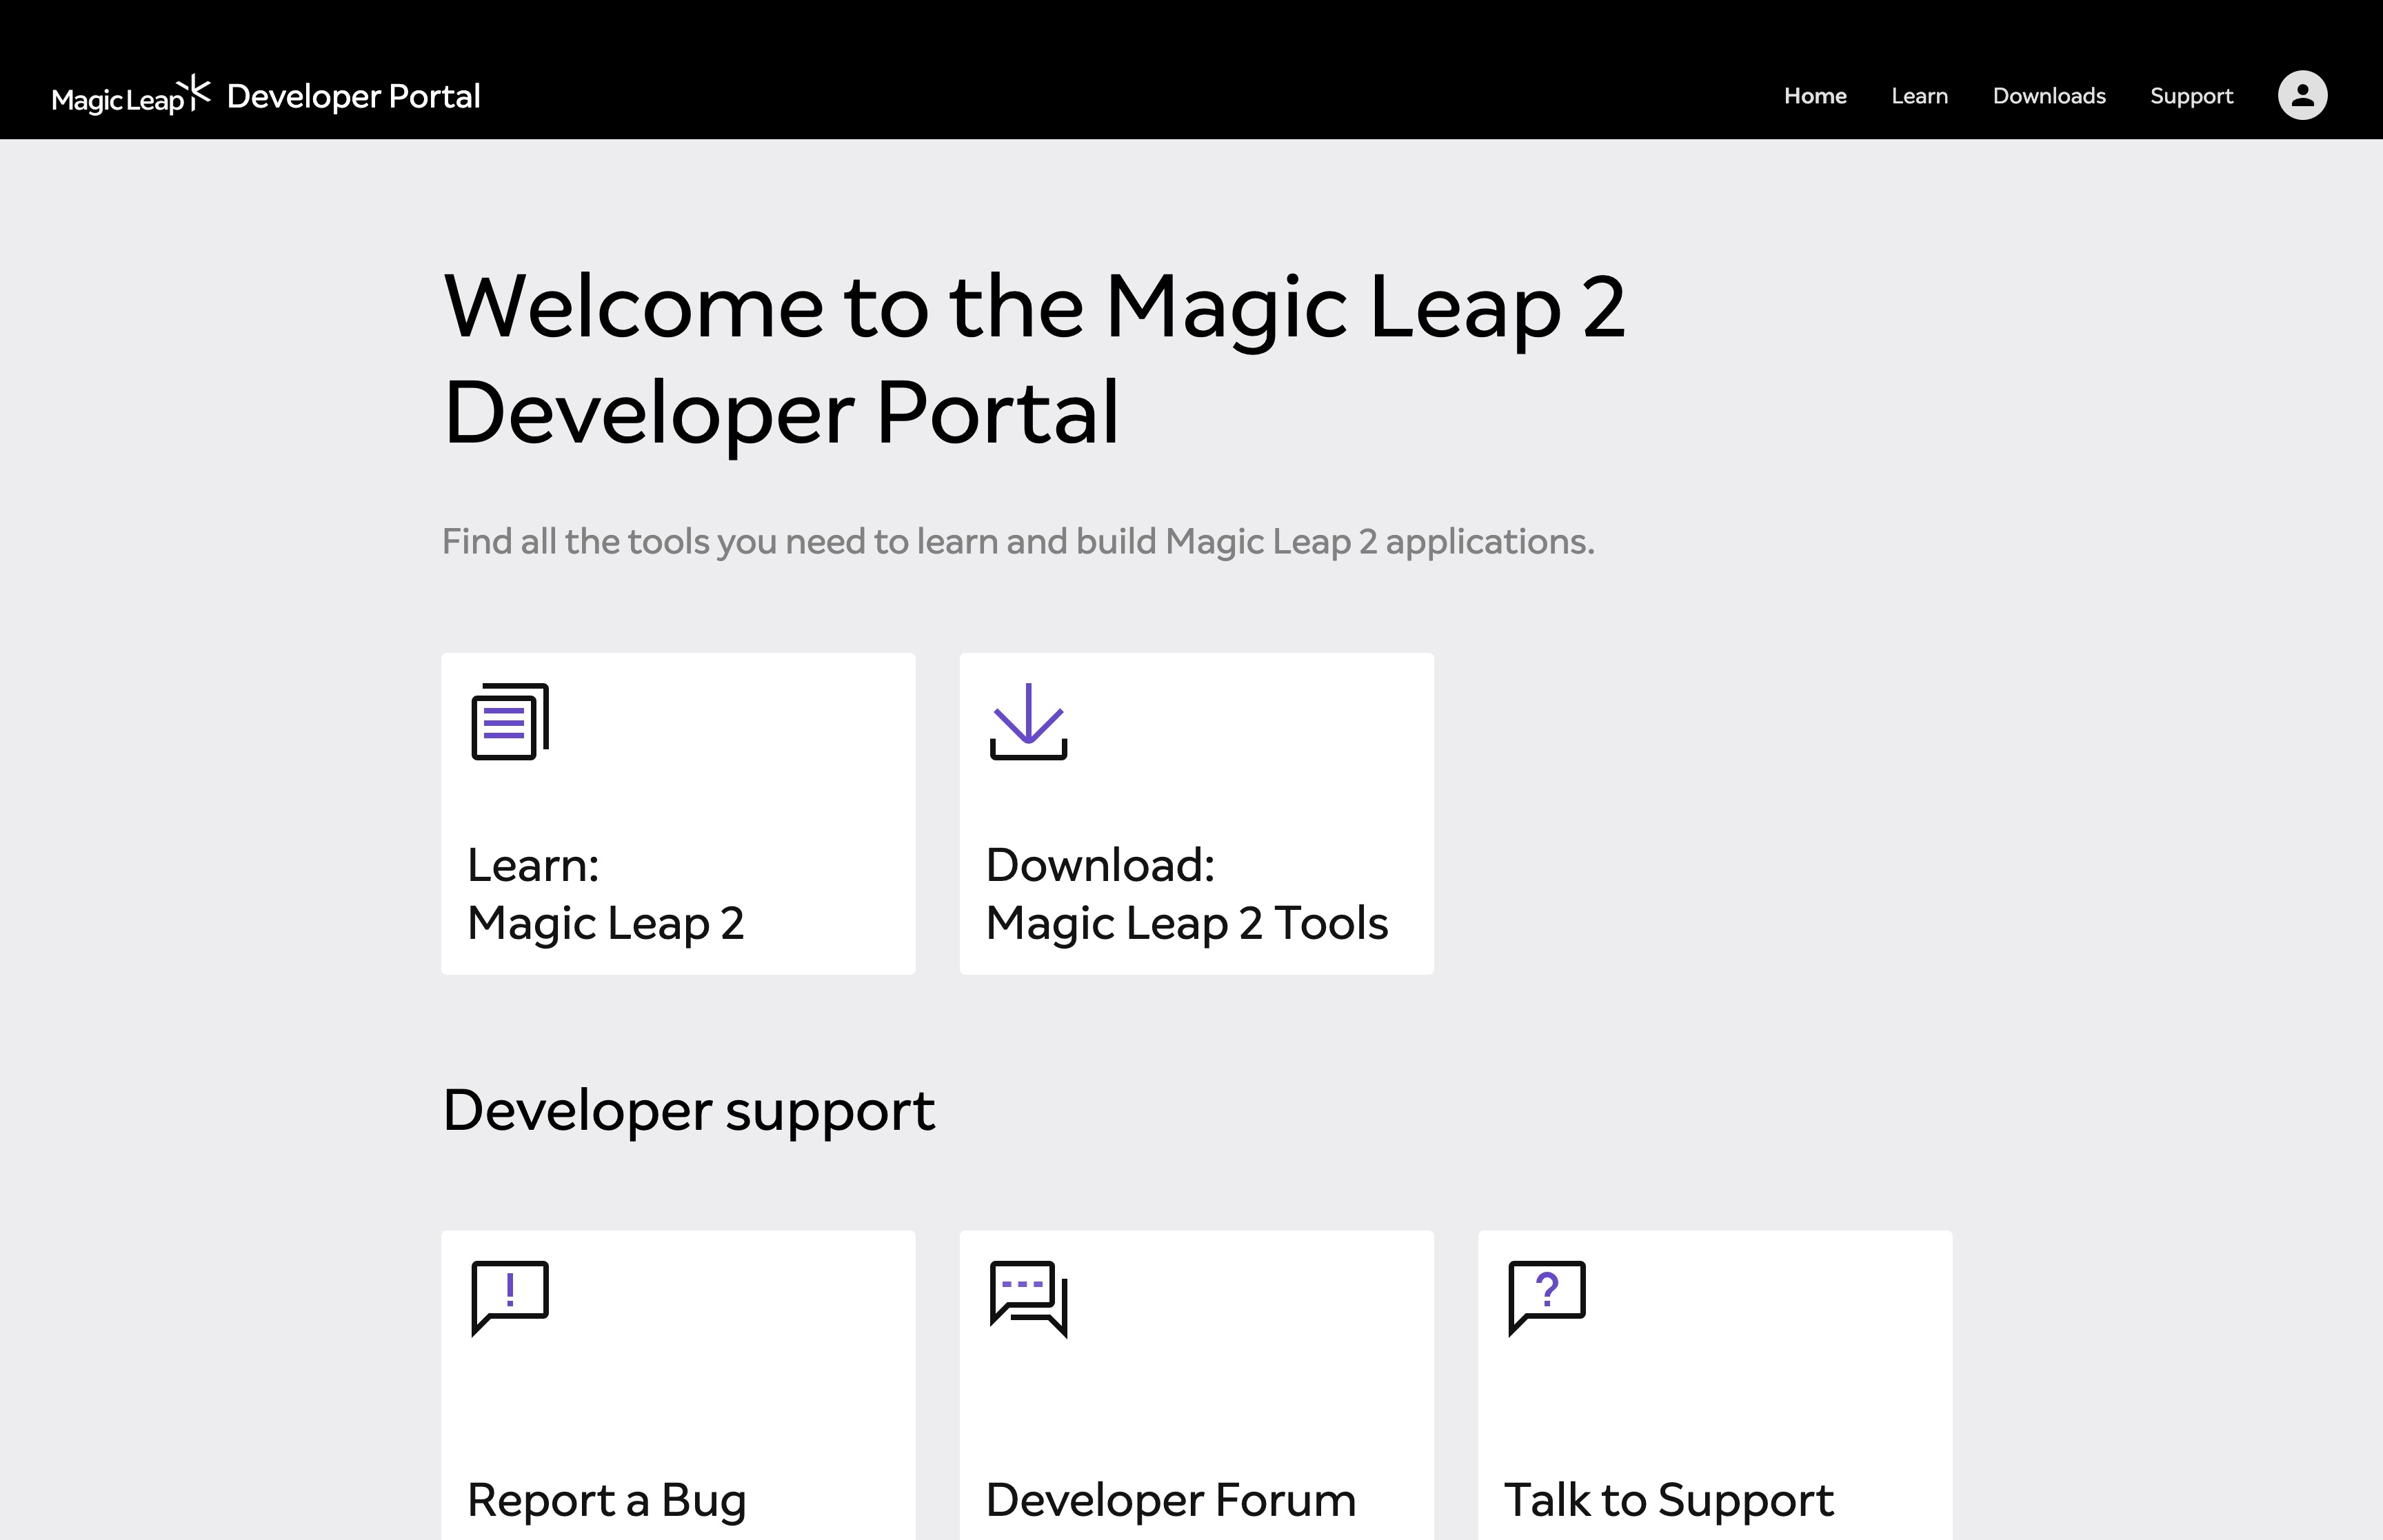 Magic Leap Developer Portal
Home Learn Downloads Support
Welcome to the Magic Leap 2
Developer Portal
Find all the tools you need to learn and build Magic Leap 2 applications.
Learn:
Magic Leap 2
Download:
Magic Leap 2 Tools
Developer support
!
?
Report a Bug
Developer Forum
Talk to Support